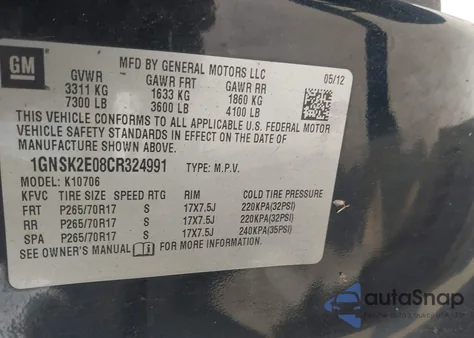 GM
MFD BY GENERAL MOTORS LLC
GVWR GAWR FRT GAWR RR 05/12
3311 KG 1633 KG 1860 KG
7300 LB 3600 LB 4100 LB
THIS VEHICLE CONFORMS TO ALL APPLICABLE U.S. FEDERAL MOTOR
VEHICLE SAFETY STANDARDS IN EFFECT ON THE DATE OF
MANUFACTURE SHOWN ABOVE.
1GNSK2E08CR324991 TYPE: M.P.V.
MODEL: K10706
KFVC TIRE SIZE SPEED RTG RIM COLD TIRE PRESSURE
FRT P265/70R17 S 17X7.5J 220KPA(32PSI)
RR P265/70R17 S 17X7.5J 220KPA(32PSI)
SPA P265/70R17 S 17X7.5J 240KPA(35PSI)
SEE OWNER'S MANUAL FOR MORE INFORMATION.
autoSnap